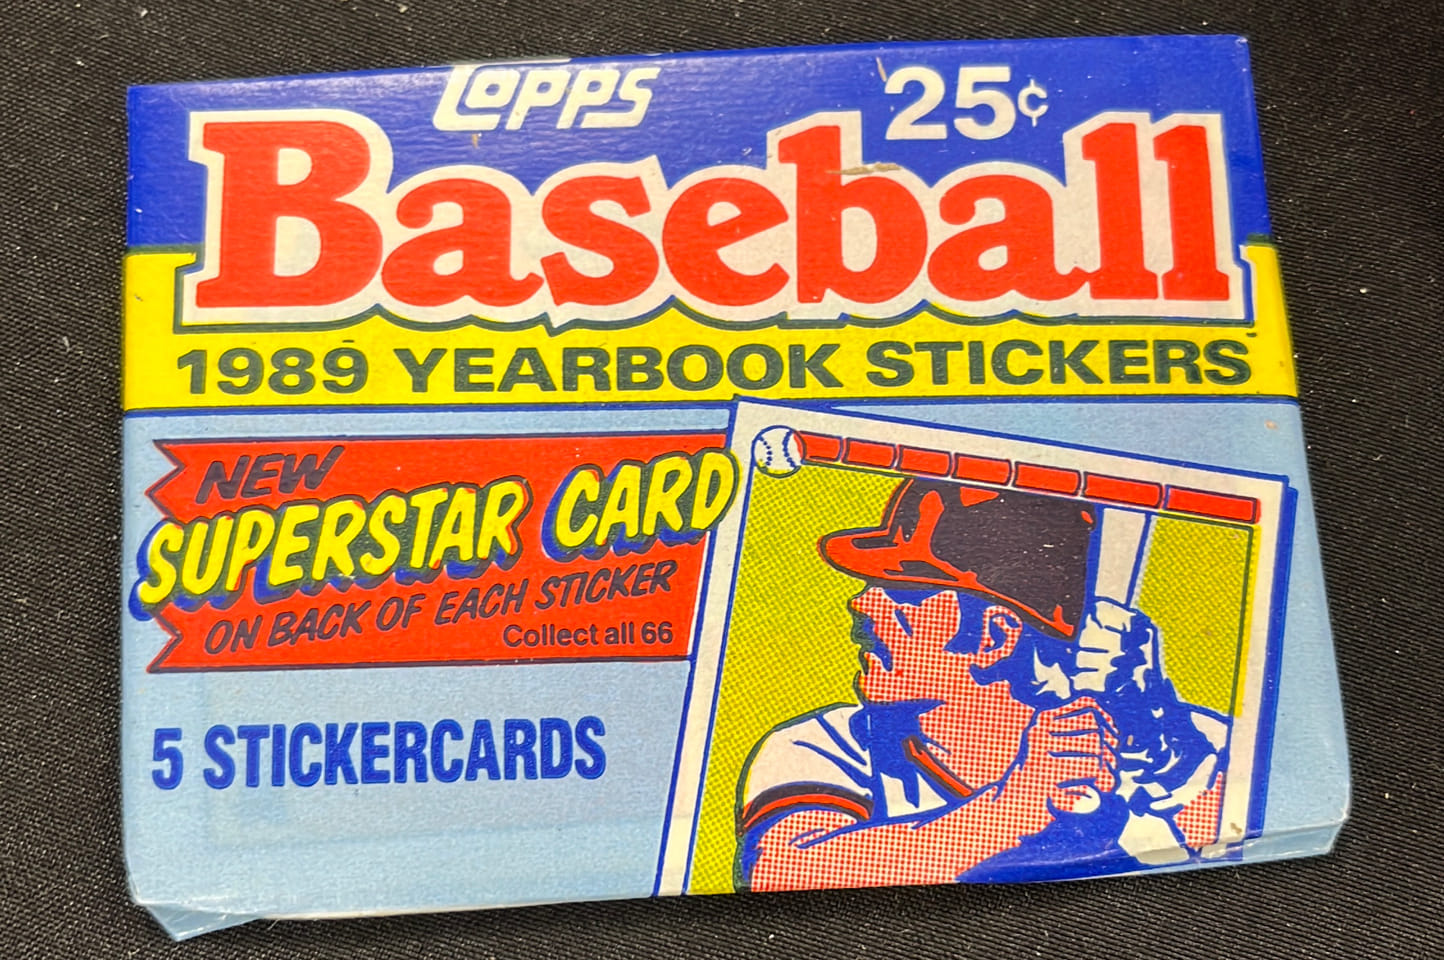 Topps
25¢
Baseball
1989 YEARBOOK STICKERS
NEW
SUPERSTAR CARD
ON BACK OF EACH STICKER
Collect all 66
5 STICKERCARDS